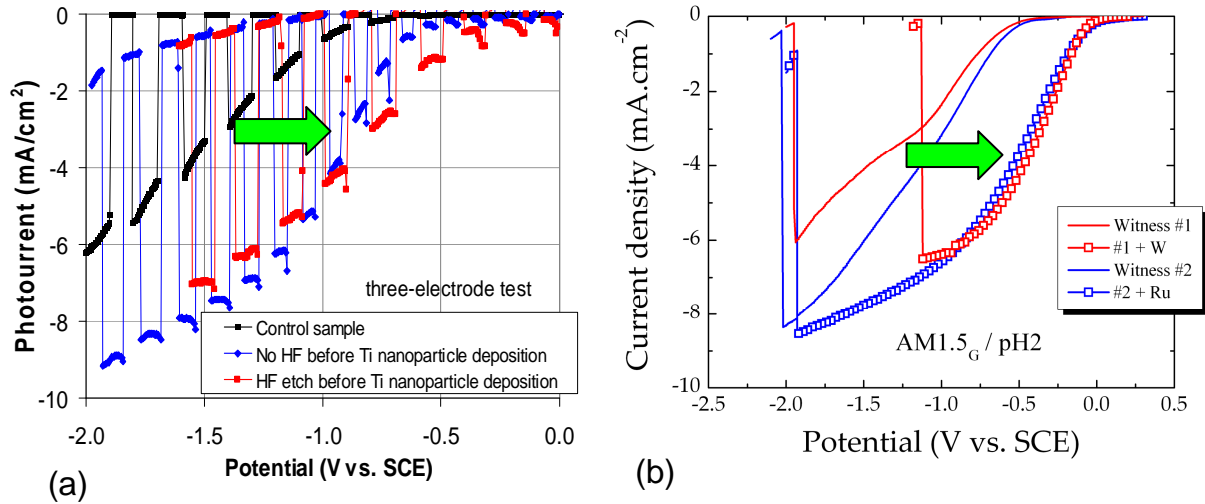 0
-2
-4
-6
-8
-10
Photourrent (mA/cm²)
three-electrode test
Control sample
No HF before Ti nanoparticle deposition
HF etch before Ti nanoparticle deposition
-2.0 -1.5 -1.0 -0.5 0.0
Potential (V vs. SCE)
(a)
0
-2
-4
-6
-8
-10
Current density (mA.cm⁻²)
Witness #1
#1 + W
Witness #2
#2 + Ru
AM1.5G / pH2
-2.5 -2.0 -1.5 -1.0 -0.5 0.0 0.5
Potential (V vs. SCE)
(b)